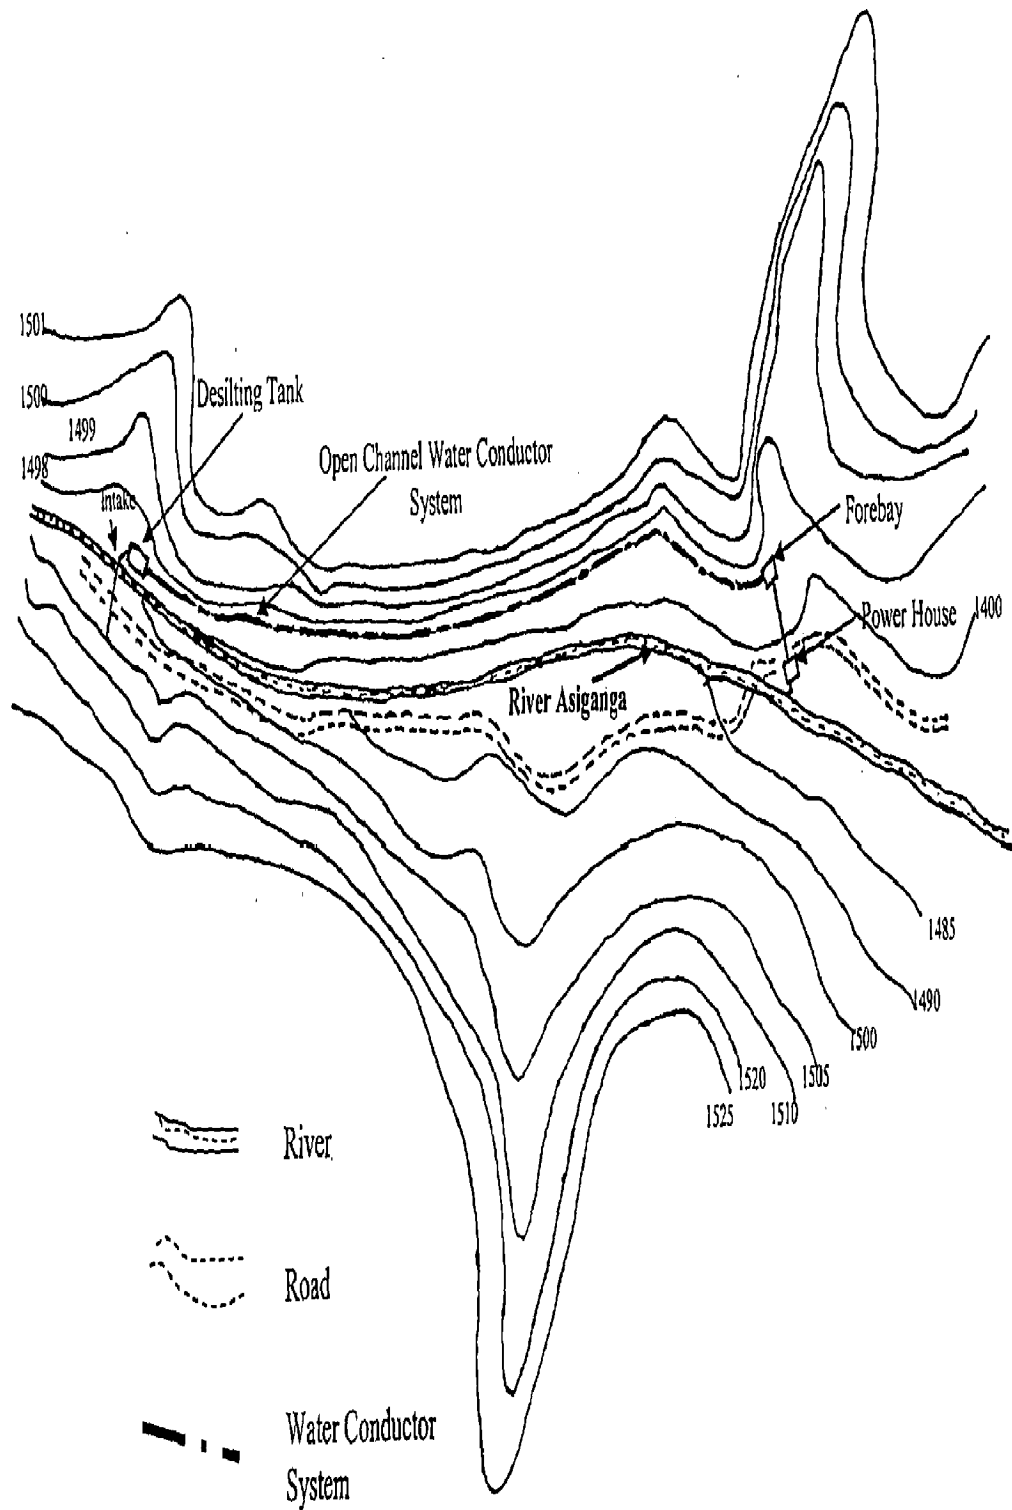 1501
1500
Desilting Tank
1499
1498
Open Channel Water Conductor
System
Intake
Forebay
1400
Power House
River Asiganga
1485
1490
1500
1505
1520
1510
1525
River
Road
Water Conductor
System